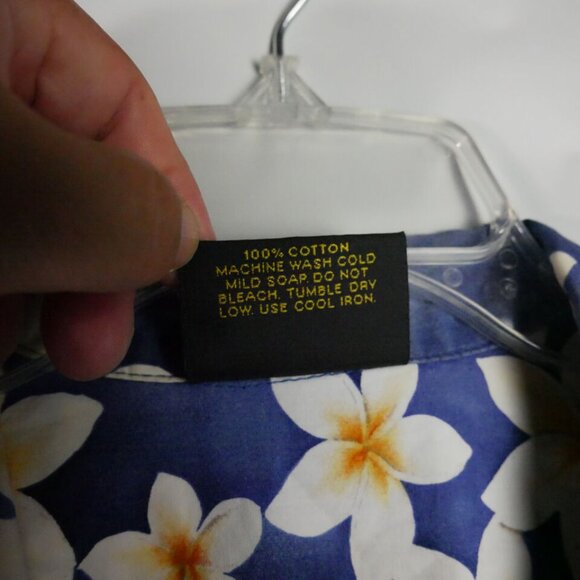 100% COTTON
MACHINE WASH COLD
MILD SOAP. DO NOT
BLEACH. TUMBLE DRY
LOW. USE COOL IRON.